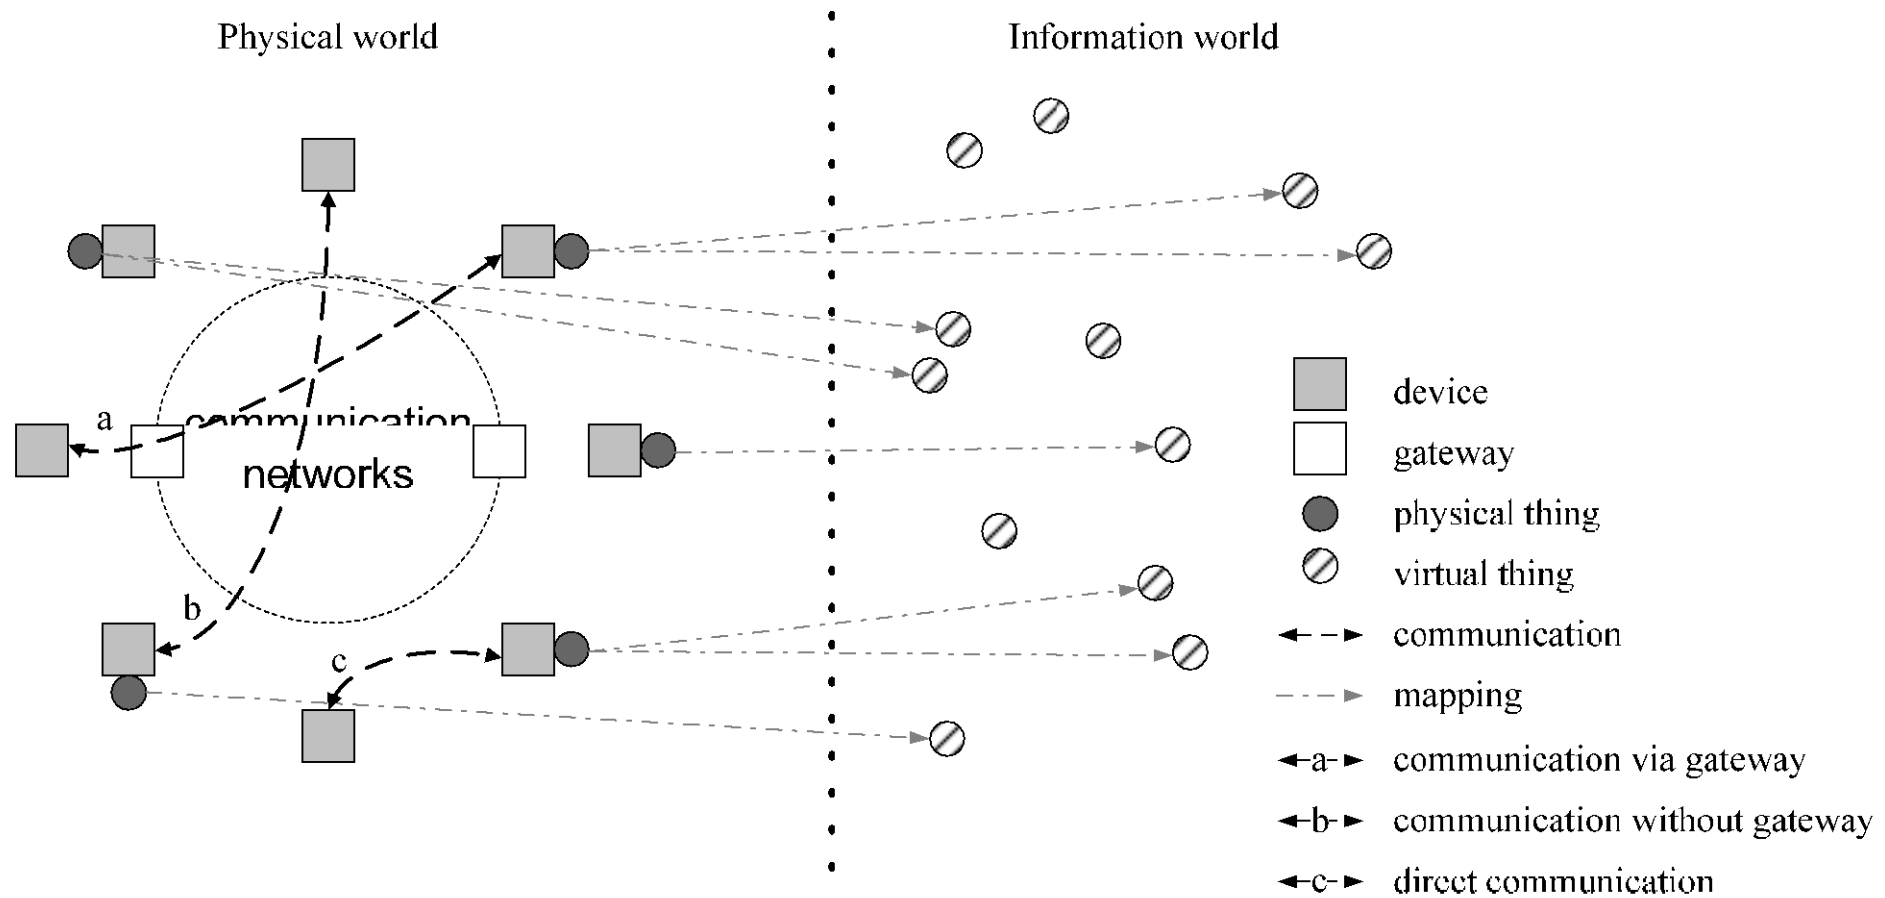 Physical world
Information world
a
communication
networks
b
c
device
gateway
physical thing
virtual thing
communication
mapping
a communication via gateway
b communication without gateway
c direct communication